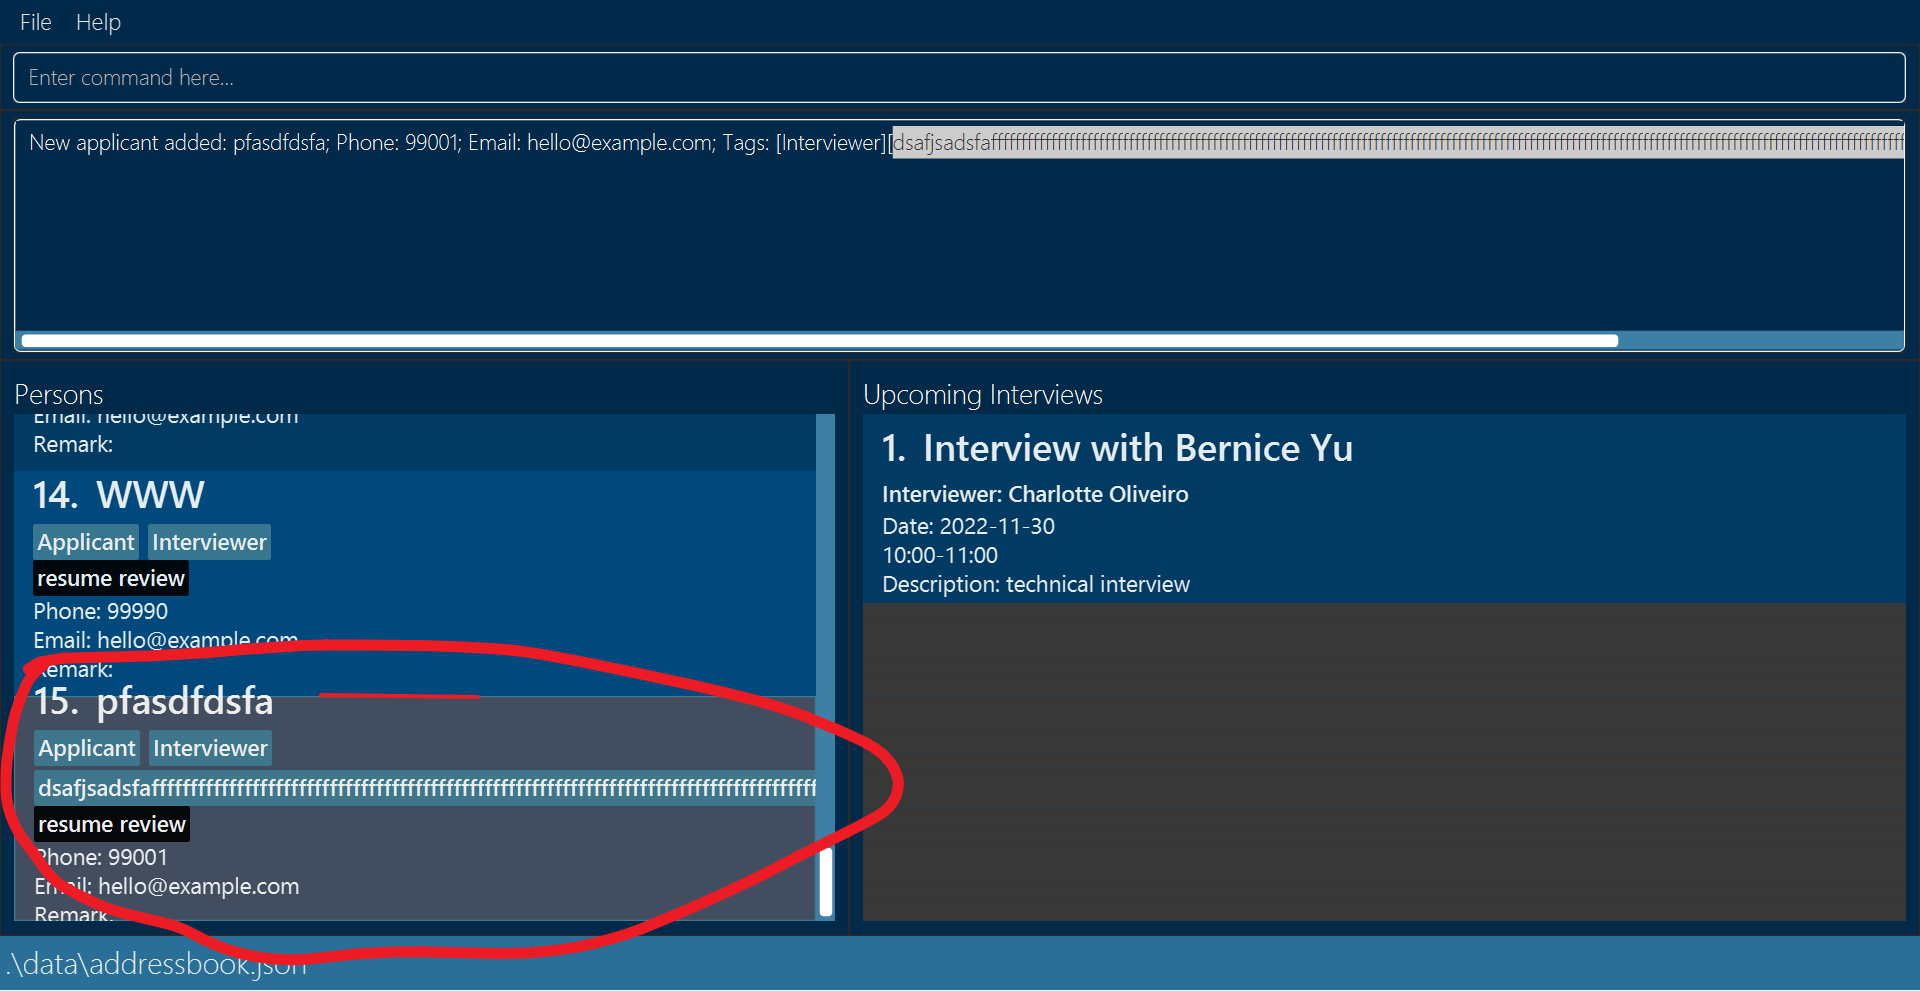 File Help
Enter command here...
New applicant added: pfasdfdsfa; Phone: 99001; Email: hello@example.com; Tags: [Interviewer][
Persons
Email: hello@example.com
Remark:
14. WWW
Applicant Interviewer
resume review
Phone: 99990
Email: hello@example.com
Remark:
15. pfasdfdsfa
Applicant Interviewer
resume review
Phone: 99001
Email: hello@example.com
Remark:
Upcoming Interviews
1. Interview with Bernice Yu
Interviewer: Charlotte Oliveiro
Date: 2022-11-30
10:00-11:00
Description: technical interview
.\data\addressbook.json